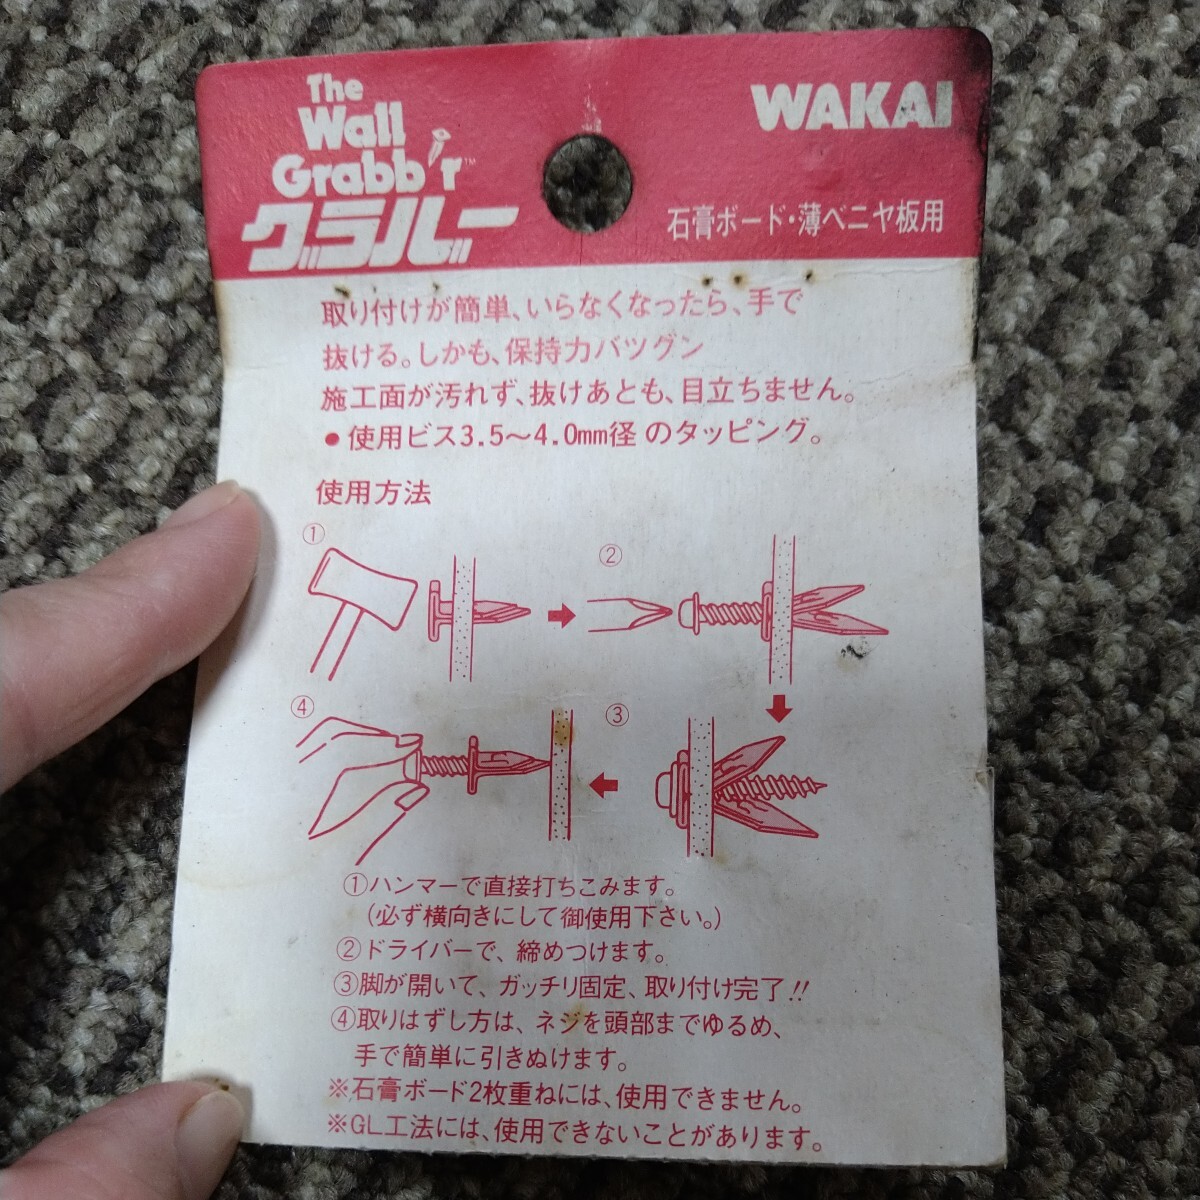 The
Wall
Grabb'r™
グラバー
WAKAI
石膏ボード・薄ベニヤ板用
取り付けが簡単、いらなくなったら、手で
抜ける。しかも、保持力バツグン
施工面が汚れず、抜けあとも、目立ちません。
●使用ビス3.5～4.0mm径 のタッピング。
使用方法
①
②
④
③
①ハンマーで直接打ちこみます。
(必ず横向きにして御使用下さい。)
②ドライバーで、締めつけます。
③脚が開いて、ガッチリ固定、取り付け完了!!
④取りはずし方は、ネジを頭部までゆるめ、
手で簡単に引きぬけます。
※石膏ボード2枚重ねには、使用できません。
※GL工法には、使用できないことがあります。